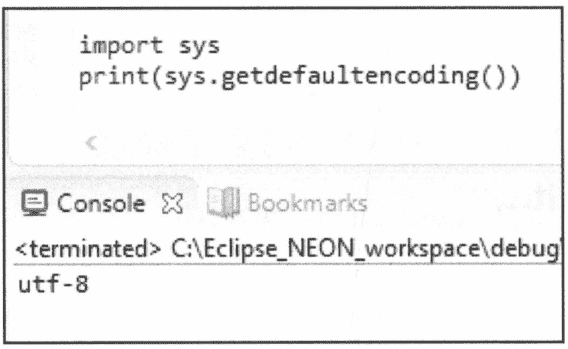 import sys
print(sys.getdefaultencoding())
Console Bookmarks
<terminated> C:\Eclipse_NEON_workspace\debug
utf-8